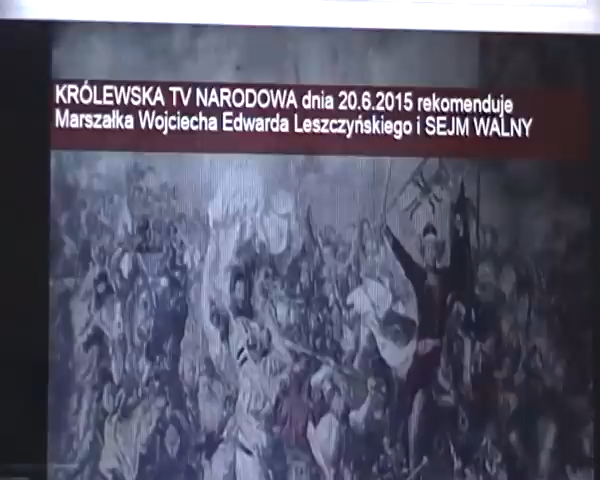 KRÓLEWSKA TV NARODOWA dnia 20.6.2015 rekomenduje
Marszałka Wojciecha Edwarda Leszczyńskiego i SEJM WALNY